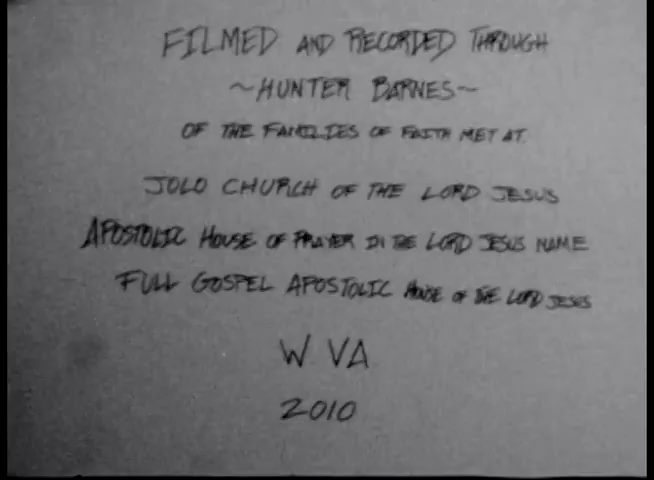 FILMED AND RECORDED THROUGH
~HUNTER BARNES~
OF THE FAMILIES OF FAITH MET AT
JOLO CHURCH OF THE LORD JESUS
APOSTOLIC HOUSE OF PRAYER IN THE LORD JESUS NAME
FULL GOSPEL APOSTOLIC HOUSE OF THE LORD JESUS
W VA
2010